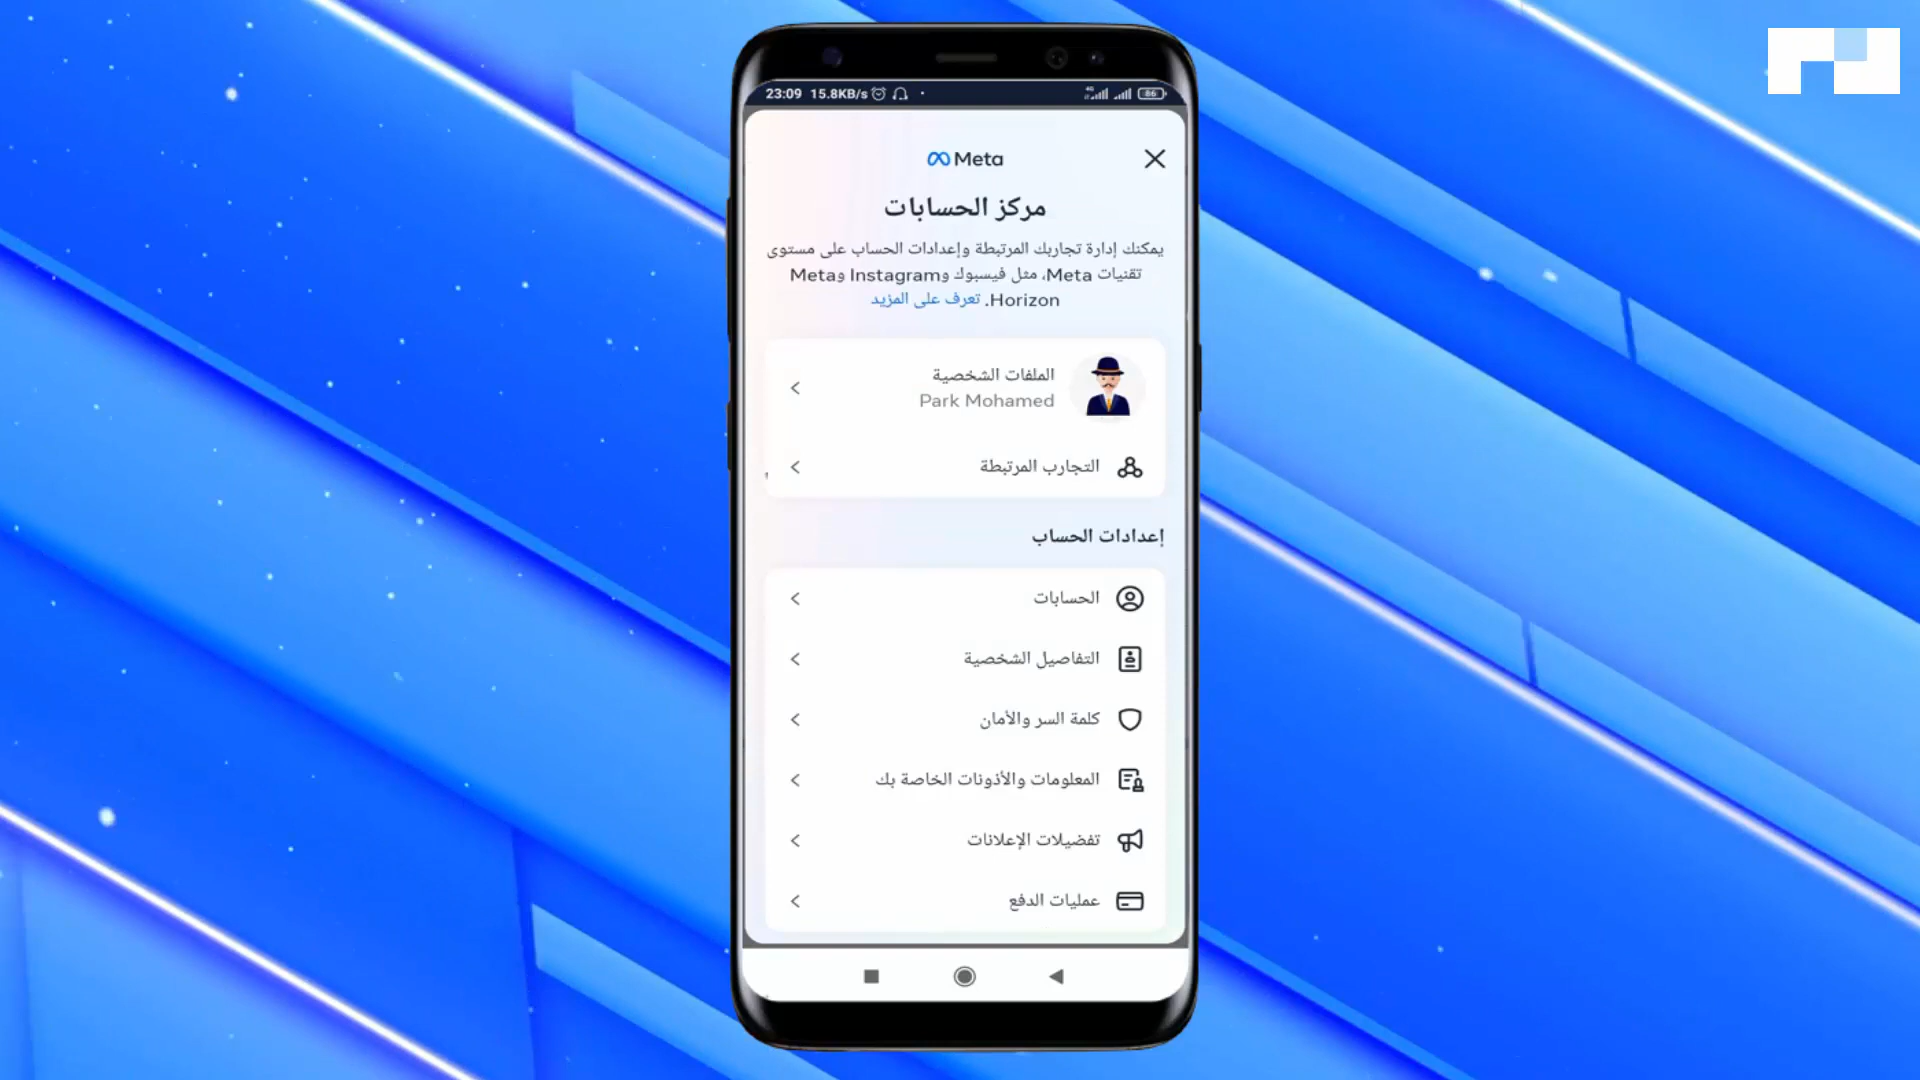 23:09 15.8KB/s
4G
86
Meta
مركز الحسابات
يمكنك إدارة تجاربك المرتبطة وإعدادات الحساب على مستوى
تقنيات Meta، مثل فيسبوك وInstagram وMeta
Horizon. تعرف على المزيد
الملفات الشخصية
Park Mohamed
التجارب المرتبطة
إعدادات الحساب
الحسابات
التفاصيل الشخصية
كلمة السر والأمان
المعلومات والأذونات الخاصة بك
تفضيلات الإعلانات
عمليات الدفع